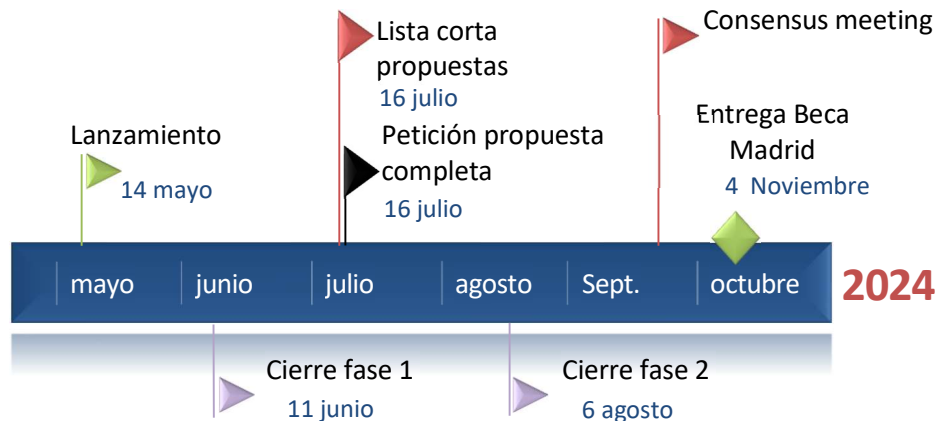 Lista corta
propuestas
16 julio
Consensus meeting
Lanzamiento
14 mayo
Petición propuesta
completa
16 julio
Entrega Beca
Madrid
4 Noviembre
mayo
junio
julio
agosto
Sept.
octubre
2024
Cierre fase 1
11 junio
Cierre fase 2
6 agosto